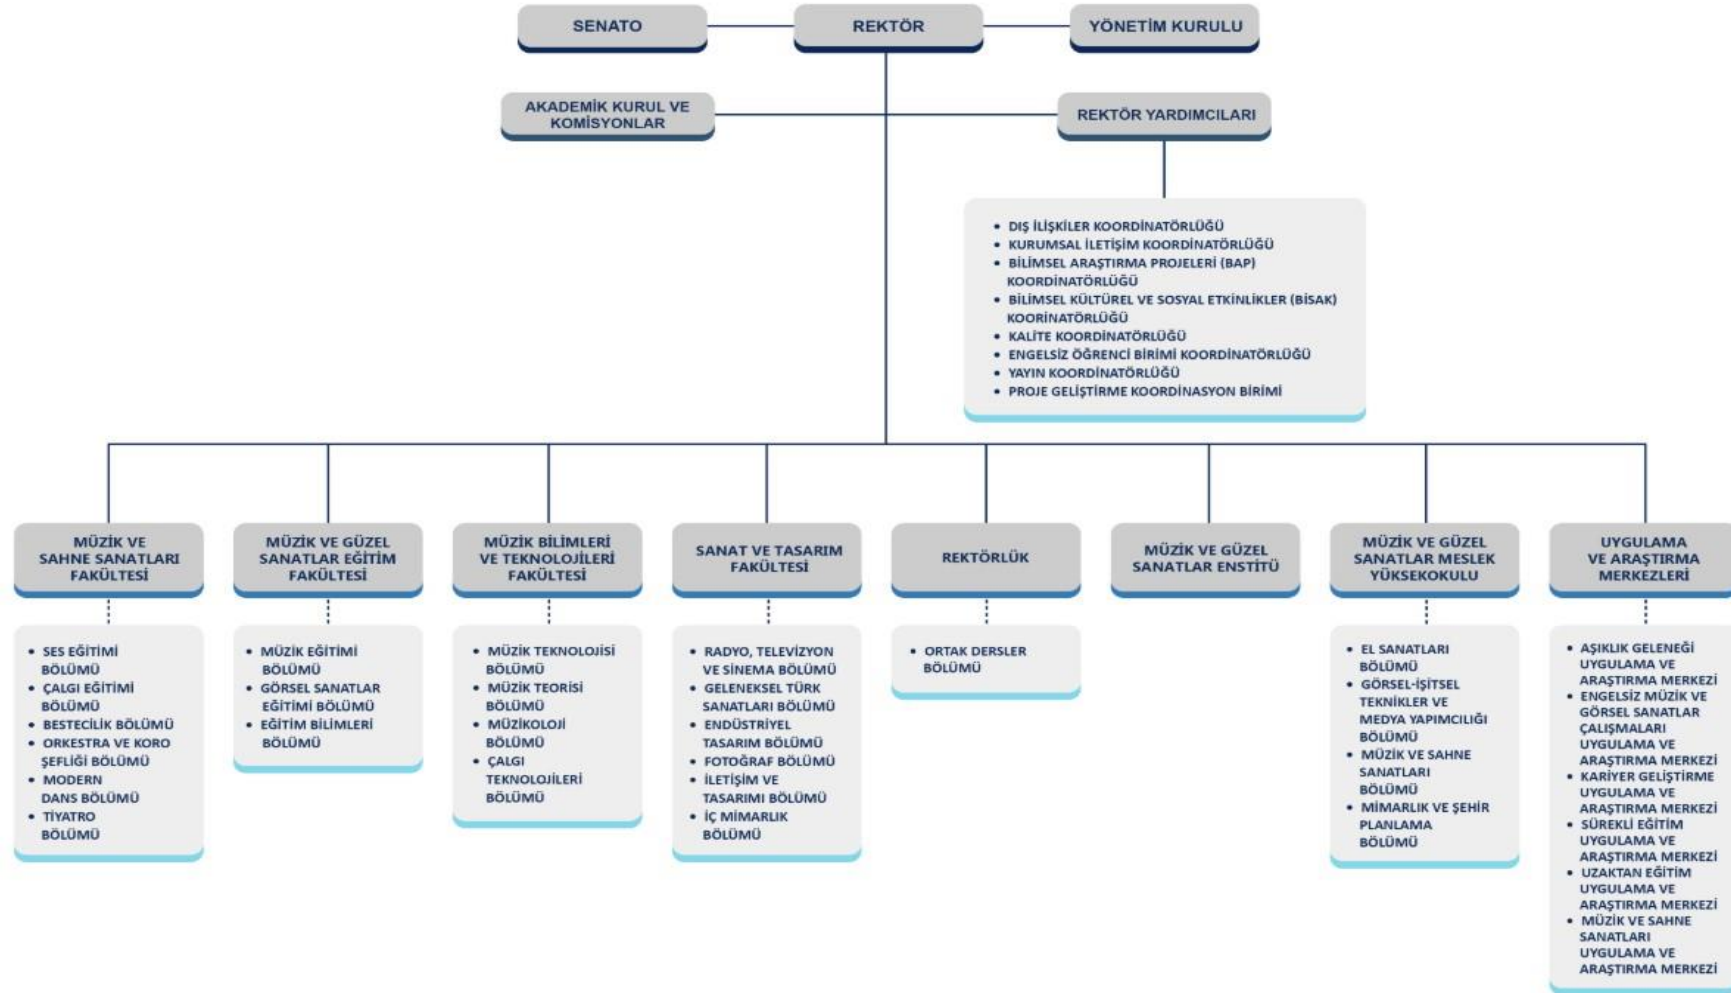 SENATO
REKTÖR
YÖNETİM KURULU
AKADEMİK KURUL VE
KOMİSYONLAR
REKTÖR YARDIMCILARI
• DIŞ İLİŞKİLER KOORDİNATÖRLÜĞÜ
• KURUMSAL İLETİŞİM KOORDİNATÖRLÜĞÜ
• BİLİMSEL ARAŞTIRMA PROJELERİ (BAP)
KOORDİNATÖRLÜĞÜ
• BİLİMSEL KÜLTÜREL VE SOSYAL ETKİNLİKLER (BİSAK)
KOORİNATÖRLÜĞÜ
• KALİTE KOORDİNATÖRLÜĞÜ
• ENGELSİZ ÖĞRENCİ BİRİMİ KOORDİNATÖRLÜĞÜ
• YAYIN KOORDİNATÖRLÜĞÜ
• PROJE GELİŞTİRME KOORDİNASYON BİRİMİ
MÜZİK VE
SAHNE SANATLARI
FAKÜLTESİ
• SES EĞİTİMİ
BÖLÜMÜ
• ÇALGI EĞİTİMİ
BÖLÜMÜ
• BESTECİLİK BÖLÜMÜ
• ORKESTRA VE KORO
ŞEFLİĞİ BÖLÜMÜ
• MODERN
DANS BÖLÜMÜ
• TİYATRO
BÖLÜMÜ
MÜZİK VE GÜZEL
SANATLAR EĞİTİM
FAKÜLTESİ
• MÜZİK EĞİTİMİ
BÖLÜMÜ
• GÖRSEL SANATLAR
EĞİTİMİ BÖLÜMÜ
• EĞİTİM BİLİMLERİ
BÖLÜMÜ
MÜZİK BİLİMLERİ
VE TEKNOLOJİLERİ
FAKÜLTESİ
• MÜZİK TEKNOLOJİSİ
BÖLÜMÜ
• MÜZİK TEORİSİ
BÖLÜMÜ
• MÜZİKOLOJİ
BÖLÜMÜ
• ÇALGI
TEKNOLOJİLERİ
BÖLÜMÜ
SANAT VE TASARIM
FAKÜLTESİ
• RADYO, TELEVİZYON
VE SİNEMA BÖLÜMÜ
• GELENEKSEL TÜRK
SANATLARI BÖLÜMÜ
• ENDÜSTRİYEL
TASARIM BÖLÜMÜ
• FOTOĞRAF BÖLÜMÜ
• İLETİŞİM VE
TASARIMI BÖLÜMÜ
• İÇ MİMARLIK
BÖLÜMÜ
REKTÖRLÜK
• ORTAK DERSLER
BÖLÜMÜ
MÜZİK VE GÜZEL
SANATLAR ENSTİTÜ
MÜZİK VE GÜZEL
SANATLAR MESLEK
YÜKSEKOKULU
• EL SANATLARI
BÖLÜMÜ
• GÖRSEL-İŞİTSEL
TEKNİKLER VE
MEDYA YAPIMCILIĞI
BÖLÜMÜ
• MÜZİK VE SAHNE
SANATLARI
BÖLÜMÜ
• MİMARLIK VE ŞEHİR
PLANLAMA
BÖLÜMÜ
UYGULAMA
VE ARAŞTIRMA
MERKEZLERİ
• AŞIKLIK GELENEĞİ
UYGULAMA VE
ARAŞTIRMA MERKEZİ
• ENGELSİZ MÜZİK VE
GÖRSEL SANATLAR
ÇALIŞMALARI
UYGULAMA VE
ARAŞTIRMA MERKEZİ
• KARİYER GELİŞTİRME
UYGULAMA VE
ARAŞTIRMA MERKEZİ
• SÜREKLİ EĞİTİM
UYGULAMA VE
ARAŞTIRMA MERKEZİ
• UZAKTAN EĞİTİM
UYGULAMA VE
ARAŞTIRMA MERKEZİ
• MÜZİK VE SAHNE
SANATLARI
UYGULAMA VE
ARAŞTIRMA MERKEZİ